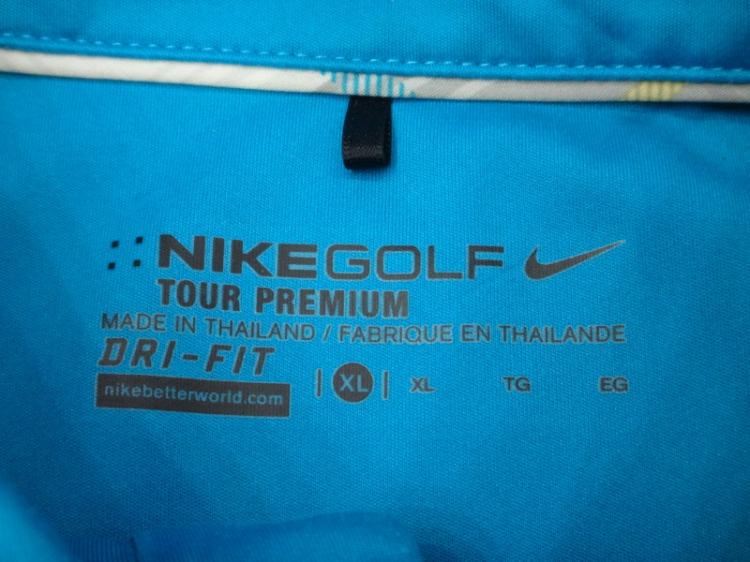 NIKEGOLF
TOUR PREMIUM
MADE IN THAILAND / FABRIQUE EN THAILANDE
DRI-FIT
nikebetterworld.com
| XL | XL TG EG